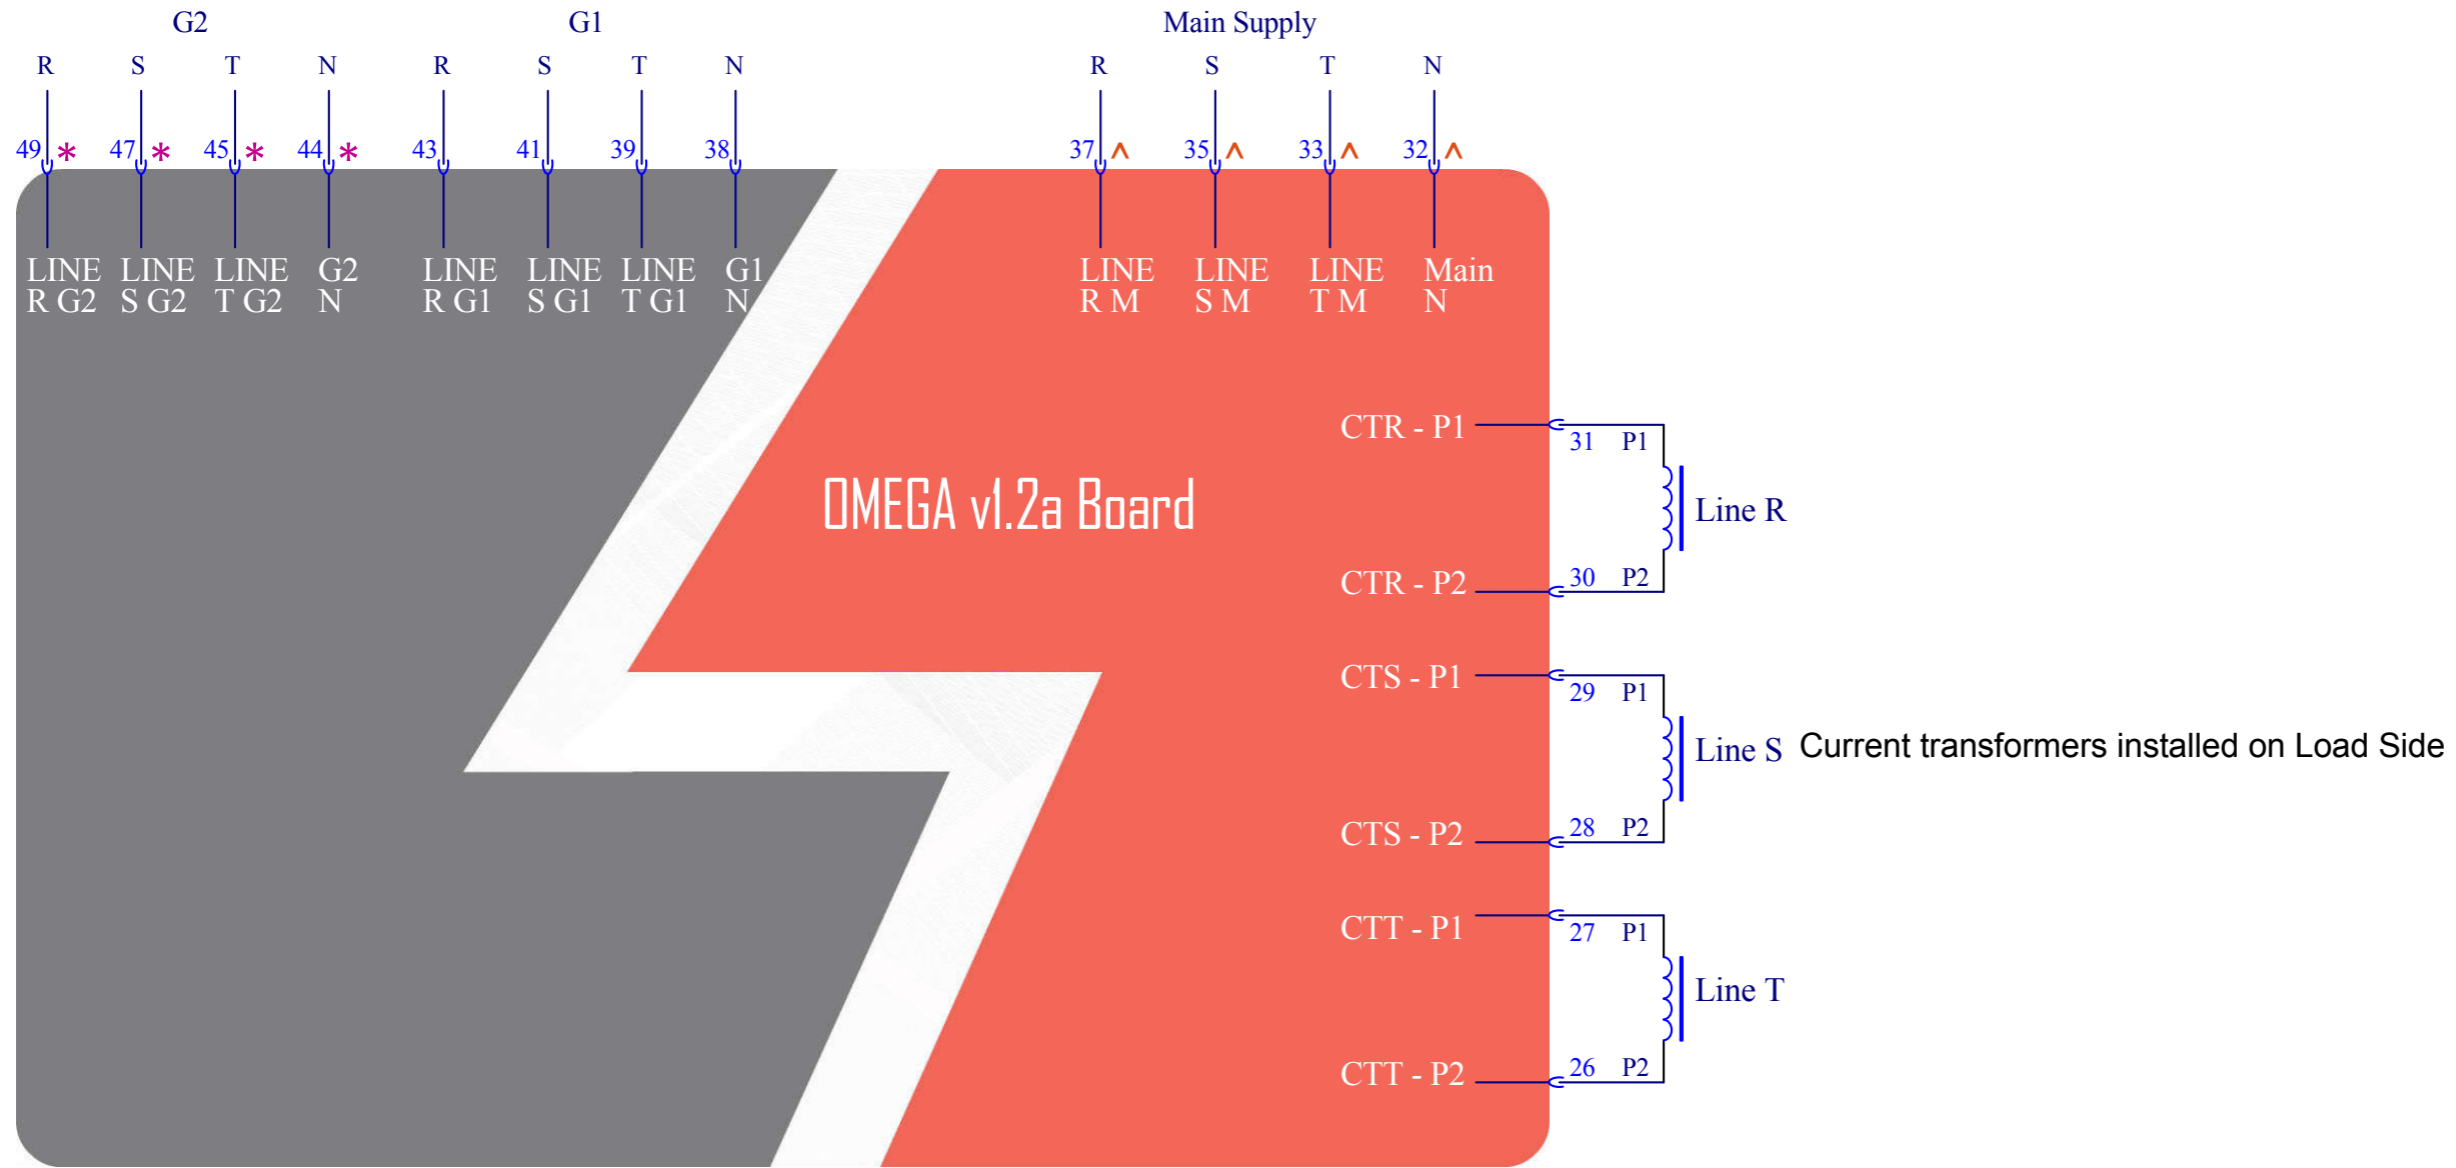 G2 G1 Main Supply
R S T N R S T N R S T N
49 * 47 * 45 * 44 * 43 41 39 38 37 ^ 35 ^ 33 ^ 32 ^
LINE LINE LINE G2 LINE LINE LINE G1 LINE LINE LINE Main
R G2 S G2 T G2 N R G1 S G1 T G1 N R M S M T M N
CTR - P1
31 P1
OMEGA v1.2a Board
Line R
CTR - P2
30 P2
CTS - P1
29 P1
Line S Current transformers installed on Load Side
CTS - P2
28 P2
CTT - P1
27 P1
Line T
CTT - P2
26 P2